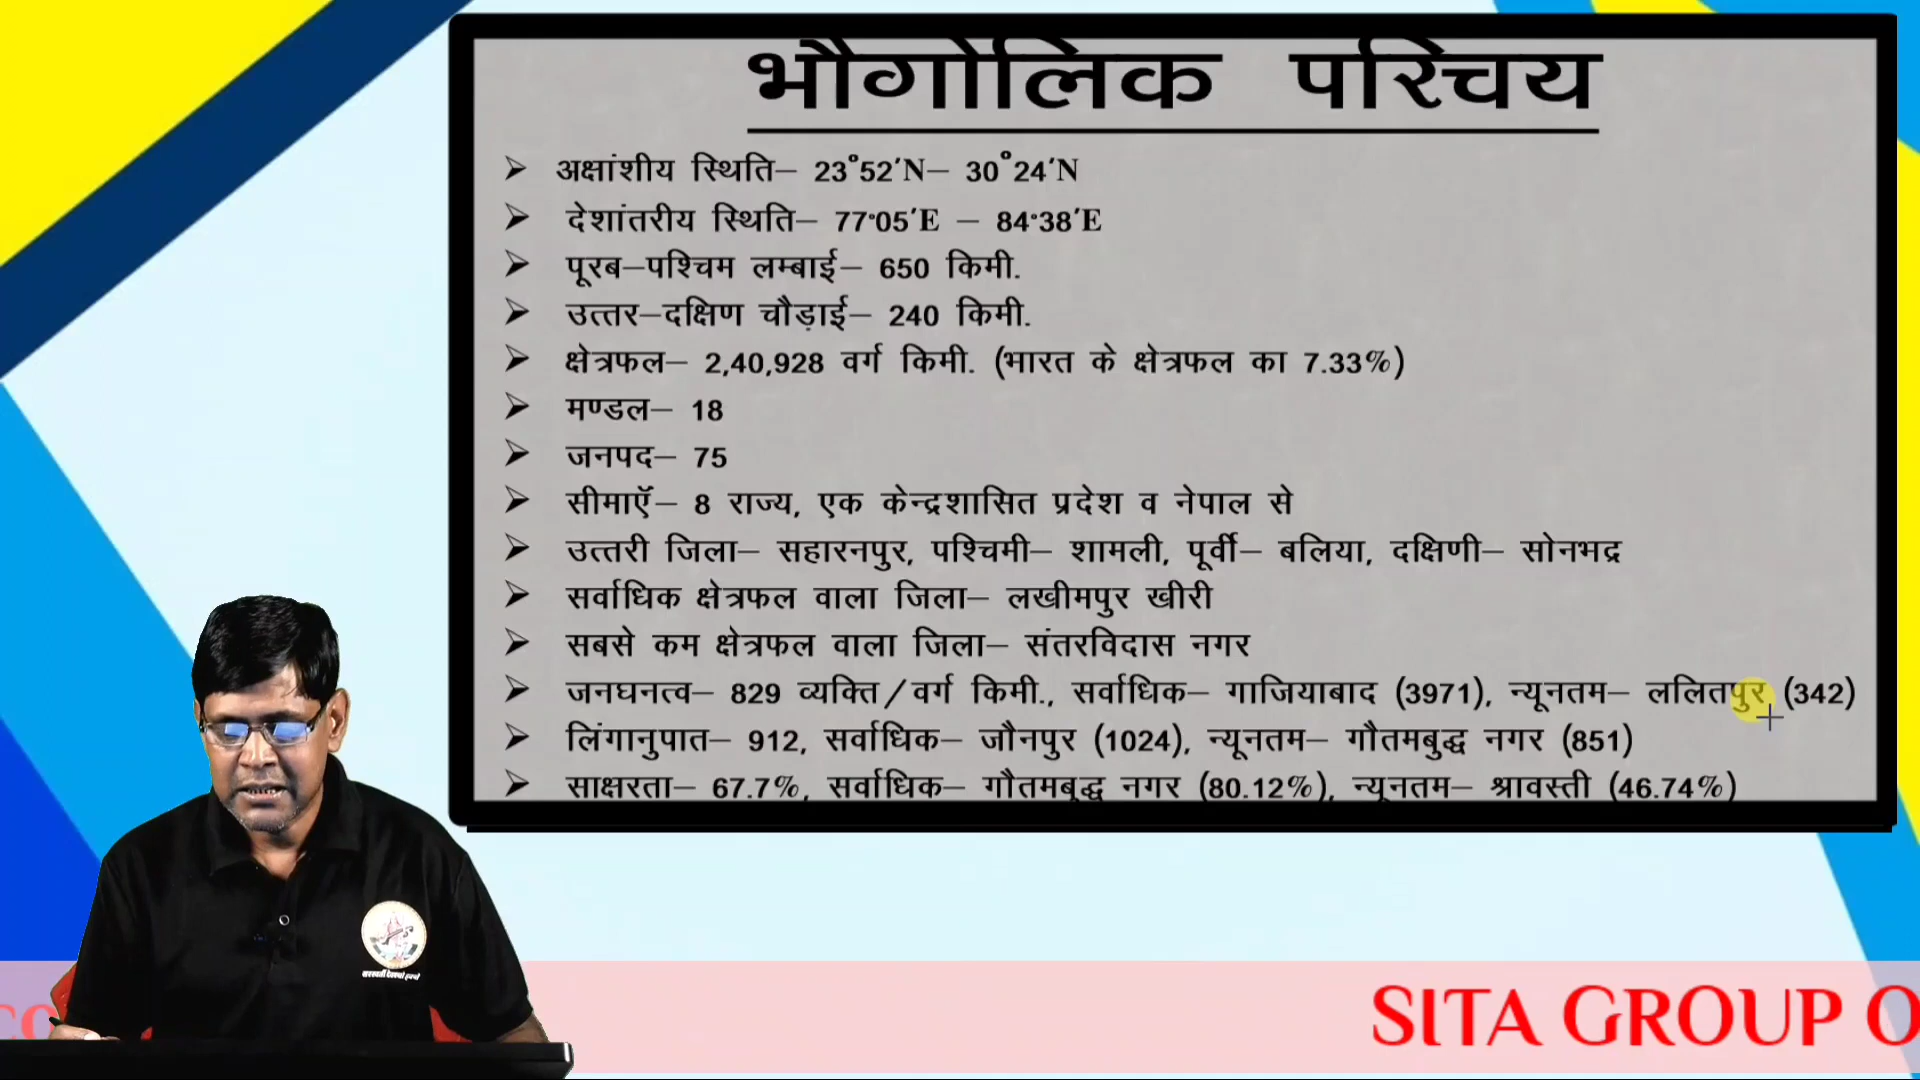 भौगोलिक परिचय
➢ अक्षांशीय स्थिति– 23°52′N– 30°24′N
➢ देशांतरीय स्थिति– 77°05′E – 84°38′E
➢ पूरब–पश्चिम लम्बाई– 650 किमी.
➢ उत्तर–दक्षिण चौड़ाई– 240 किमी.
➢ क्षेत्रफल– 2,40,928 वर्ग किमी. (भारत के क्षेत्रफल का 7.33%)
➢ मण्डल– 18
➢ जनपद– 75
➢ सीमाएॅं– 8 राज्य, एक केन्द्रशासित प्रदेश व नेपाल से
➢ उत्तरी जिला– सहारनपुर, पश्चिमी– शामली, पूर्वी– बलिया, दक्षिणी– सोनभद्र
➢ सर्वाधिक क्षेत्रफल वाला जिला– लखीमपुर खीरी
➢ सबसे कम क्षेत्रफल वाला जिला– संतरविदास नगर
➢ जनघनत्व– 829 व्यक्ति/वर्ग किमी., सर्वाधिक– गाजियाबाद (3971), न्यूनतम– ललितपुर (342)
➢ लिंगानुपात– 912, सर्वाधिक– जौनपुर (1024), न्यूनतम– गौतमबुद्ध नगर (851)
➢ साक्षरता– 67.7%, सर्वाधिक– गौतमबुद्ध नगर (80.12%), न्यूनतम– श्रावस्ती (46.74%)
CO
SITA GROUP O